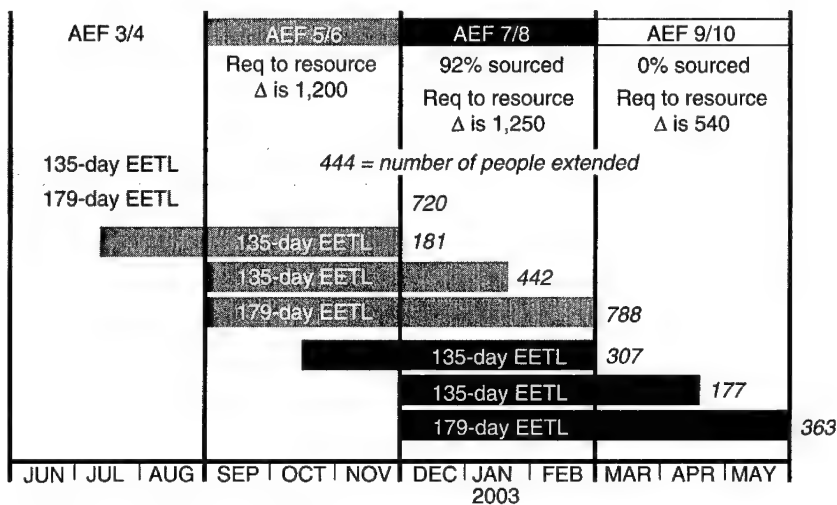 AEF 3/4 AEF 5/6 AEF 7/8 AEF 9/10
Req to resource
Δ is 1,200
92% sourced
Req to resource
Δ is 1,250
0% sourced
Req to resource
Δ is 540
135-day EETL 444 = number of people extended
179-day EETL 720
135-day EETL 181
135-day EETL 442
179-day EETL 788
135-day EETL 307
135-day EETL 177
179-day EETL 363
JUN JUL AUG SEP OCT NOV DEC JAN FEB MAR APR MAY
2003